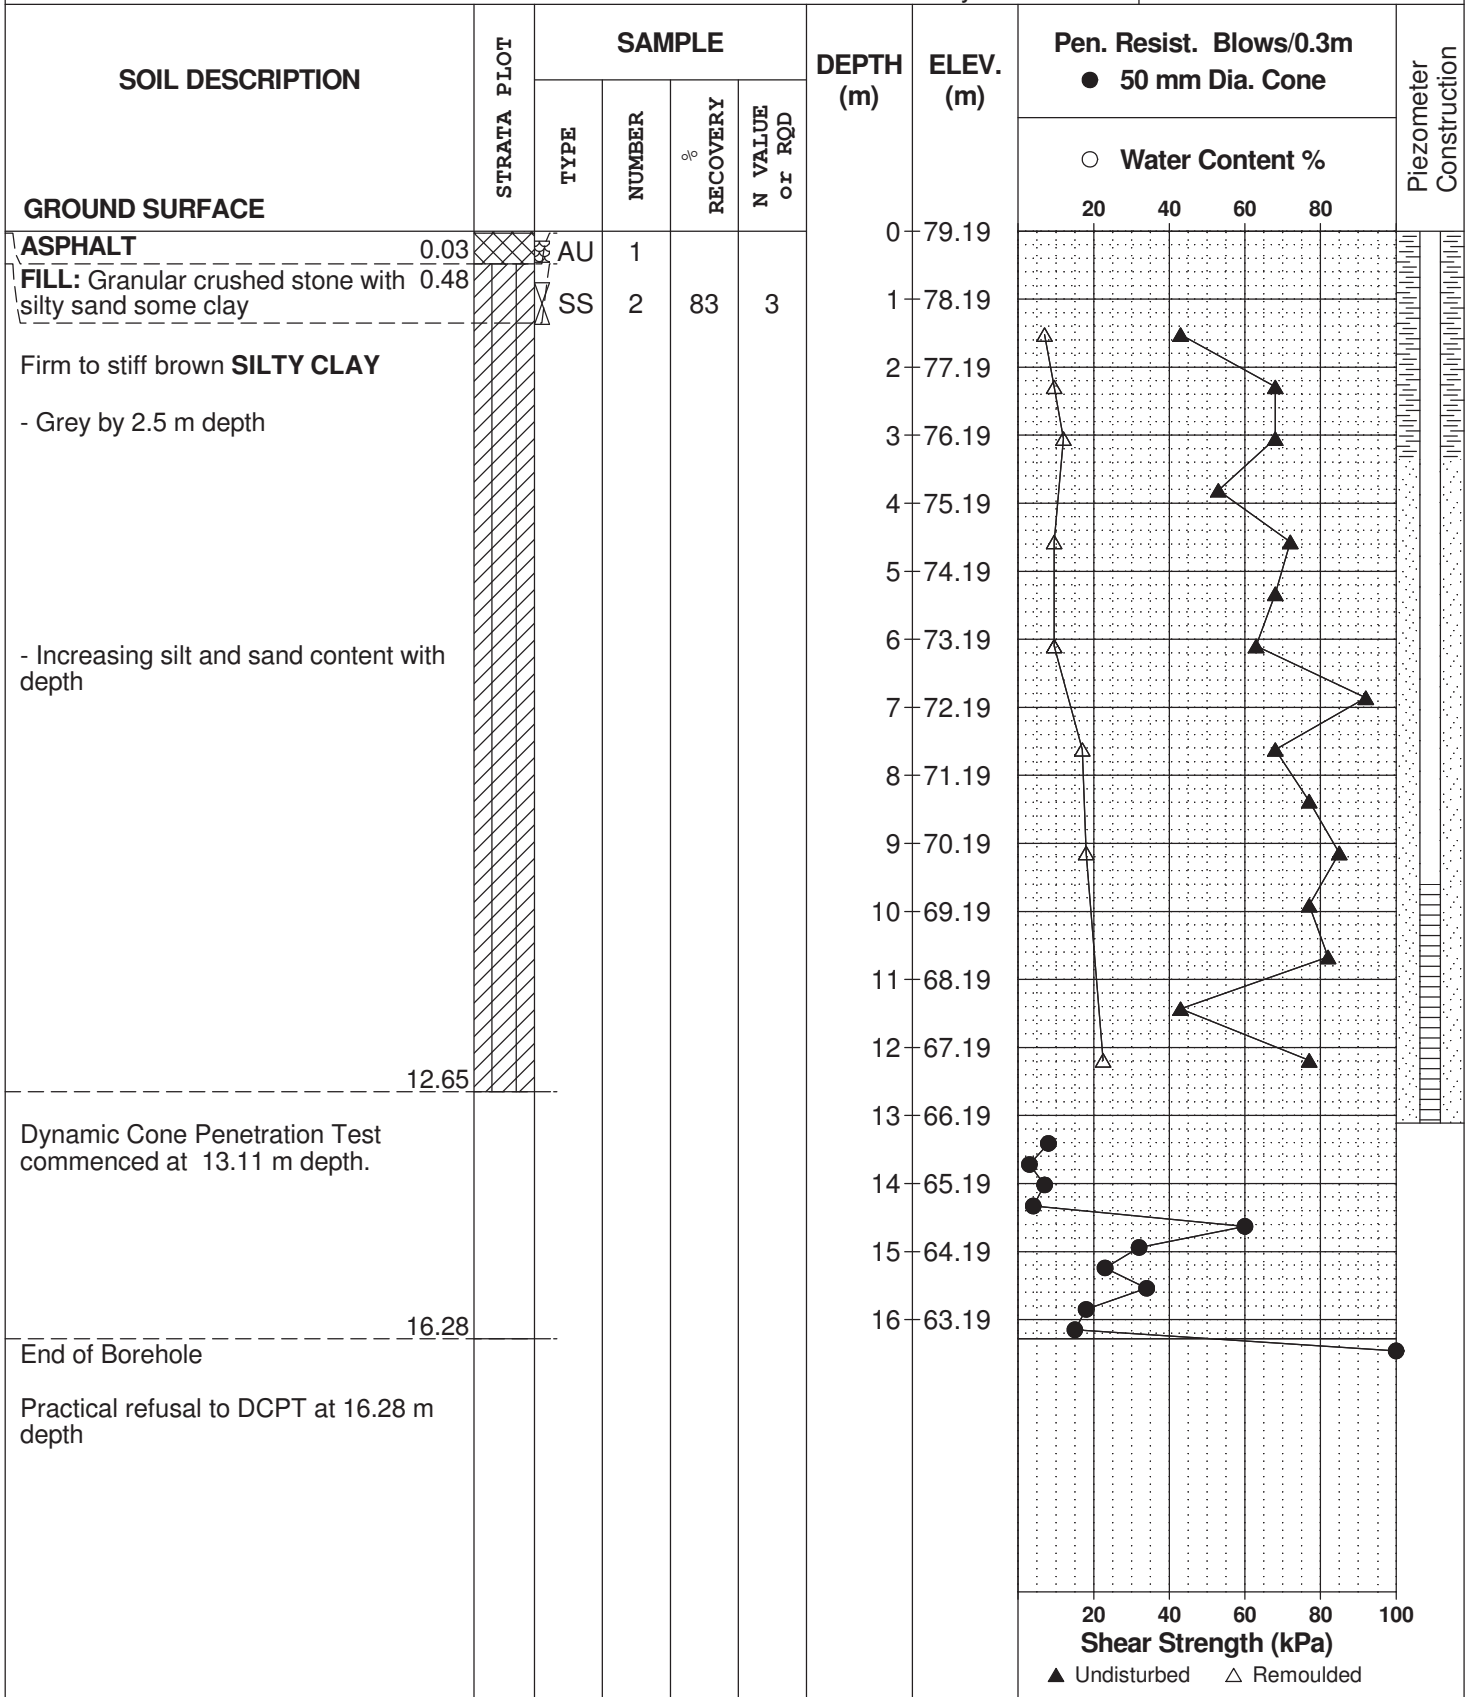 SOIL DESCRIPTION
GROUND SURFACE
STRATA PLOT
SAMPLE
TYPE
NUMBER
%
RECOVERY
N VALUE
or RQD
DEPTH
(m)
ELEV.
(m)
Pen. Resist. Blows/0.3m
● 50 mm Dia. Cone
○ Water Content %
20 40 60 80
Piezometer
Construction
ASPHALT 0.03
FILL: Granular crushed stone with 0.48
silty sand some clay
AU 1
SS 2 83 3
Firm to stiff brown SILTY CLAY
- Grey by 2.5 m depth
- Increasing silt and sand content with
depth
12.65
Dynamic Cone Penetration Test
commenced at 13.11 m depth.
16.28
End of Borehole
Practical refusal to DCPT at 16.28 m
depth
0 79.19
1 78.19
2 77.19
3 76.19
4 75.19
5 74.19
6 73.19
7 72.19
8 71.19
9 70.19
10 69.19
11 68.19
12 67.19
13 66.19
14 65.19
15 64.19
16 63.19
20 40 60 80 100
Shear Strength (kPa)
▲ Undisturbed △ Remoulded